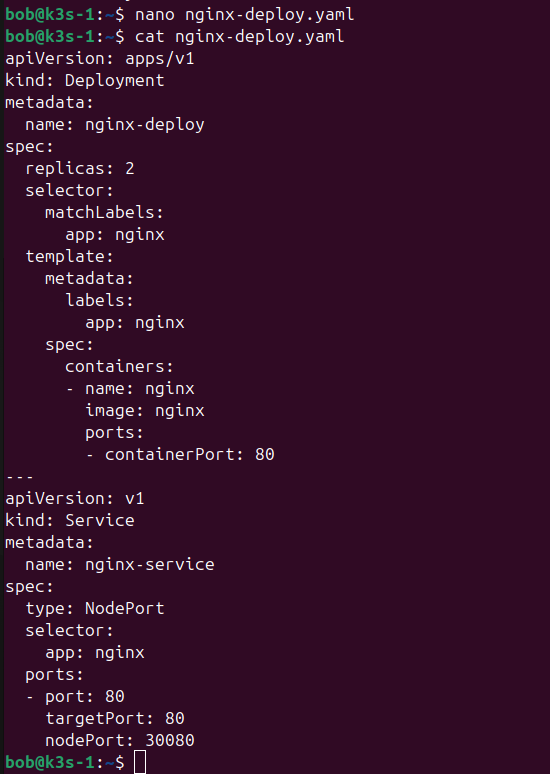 bob@k3s-1:~$ nano nginx-deploy.yaml
bob@k3s-1:~$ cat nginx-deploy.yaml
apiVersion: apps/v1
kind: Deployment
metadata:
  name: nginx-deploy
spec:
  replicas: 2
  selector:
    matchLabels:
      app: nginx
  template:
    metadata:
      labels:
        app: nginx
    spec:
      containers:
      - name: nginx
        image: nginx
        ports:
        - containerPort: 80
---
apiVersion: v1
kind: Service
metadata:
  name: nginx-service
spec:
  type: NodePort
  selector:
    app: nginx
  ports:
  - port: 80
    targetPort: 80
    nodePort: 30080
bob@k3s-1:~$